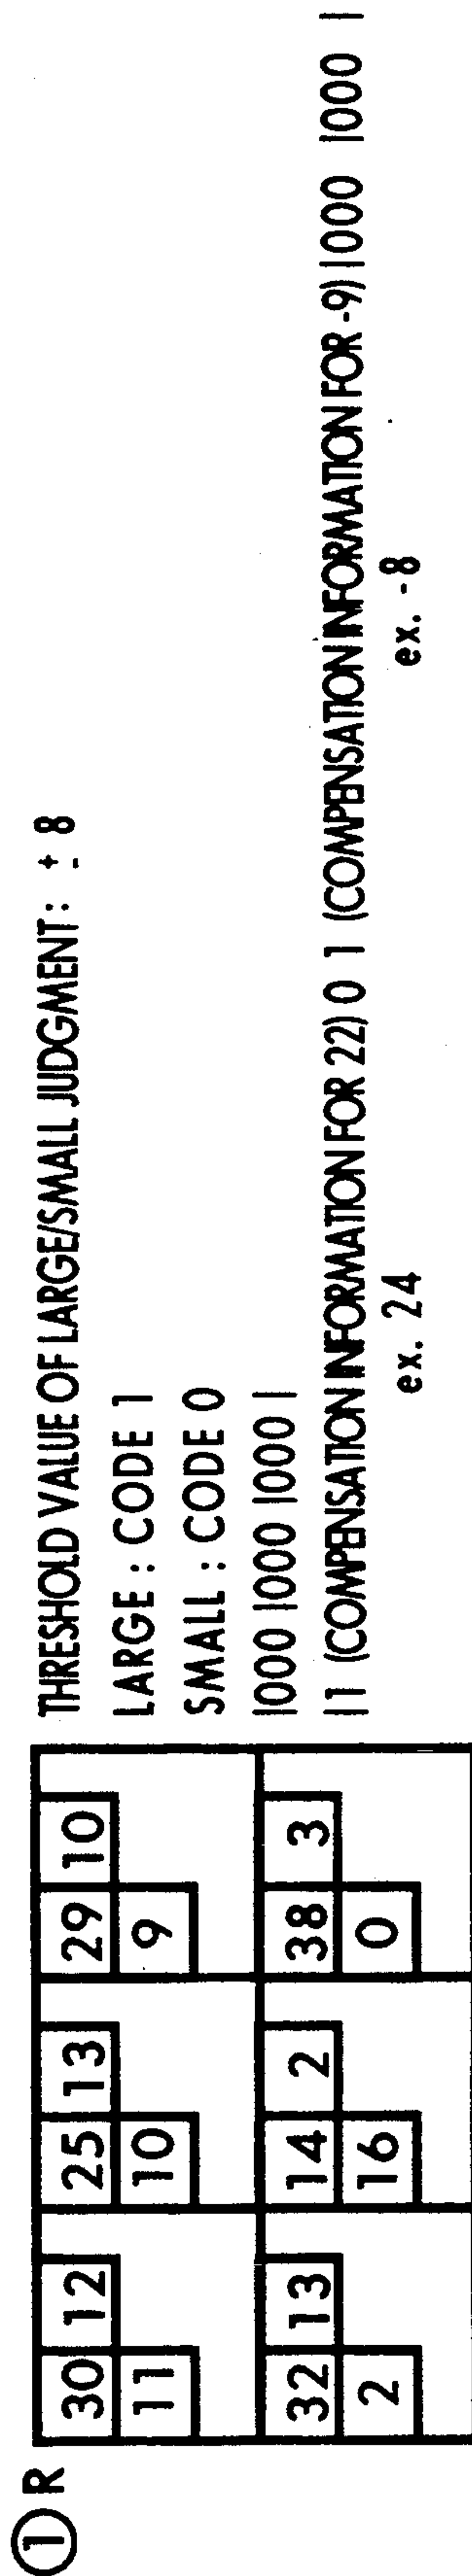 ① R
30 12 25 13 29 10
11 10 9
32 13 14 2 38 3
2 16 0
THRESHOLD VALUE OF LARGE/SMALL JUDGMENT: ± 8
LARGE : CODE 1
SMALL : CODE 0
1000 1000 1000 1
11 (COMPENSATION INFORMATION FOR 22) 0 1 (COMPENSATION INFORMATION FOR -9) 1000 1000 1
ex. 24 ex. -8